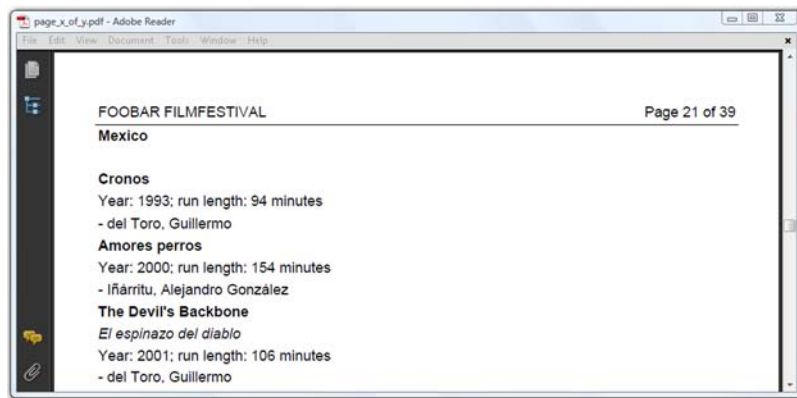 page_x_of_y.pdf - Adobe Reader
File Edit View Document Tools Window Help
FOOBAR FILMFESTIVAL Page 21 of 39
Mexico
Cronos
Year: 1993; run length: 94 minutes
- del Toro, Guillermo
Amores perros
Year: 2000; run length: 154 minutes
- Iñárritu, Alejandro González
The Devil's Backbone
El espinazo del diablo
Year: 2001; run length: 106 minutes
- del Toro, Guillermo